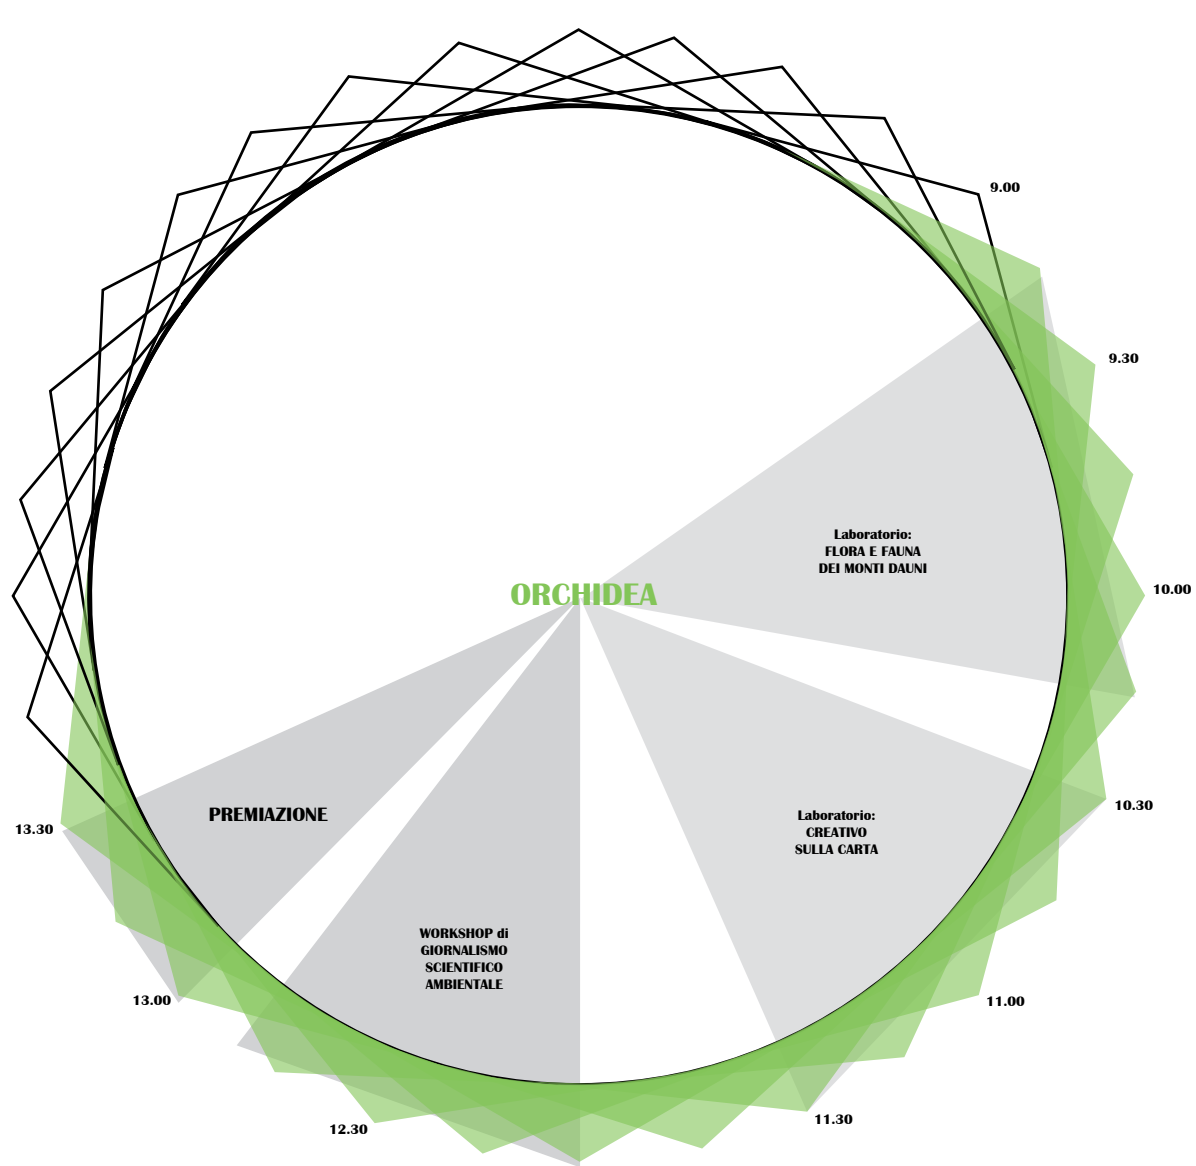 9.00
9.30
Laboratorio:
FLORA E FAUNA
DEI MONTI DAUNI
10.00
ORCHIDEA
10.30
Laboratorio:
CREATIVO
SULLA CARTA
PREMIAZIONE
13.30
WORKSHOP di
GIORNALISMO
SCIENTIFICO
AMBIENTALE
13.00
11.00
12.30
11.30